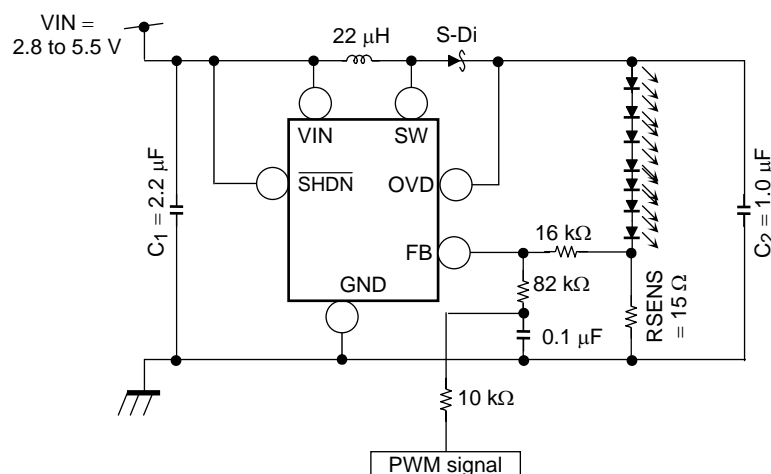 VIN =
2.8 to 5.5 V
22 μH
S-Di
VIN
SW
SHDN
OVD
C1 = 2.2 μF
C2 = 1.0 μF
FB
16 kΩ
GND
82 kΩ
RSENS
= 15 Ω
0.1 μF
10 kΩ
PWM signal